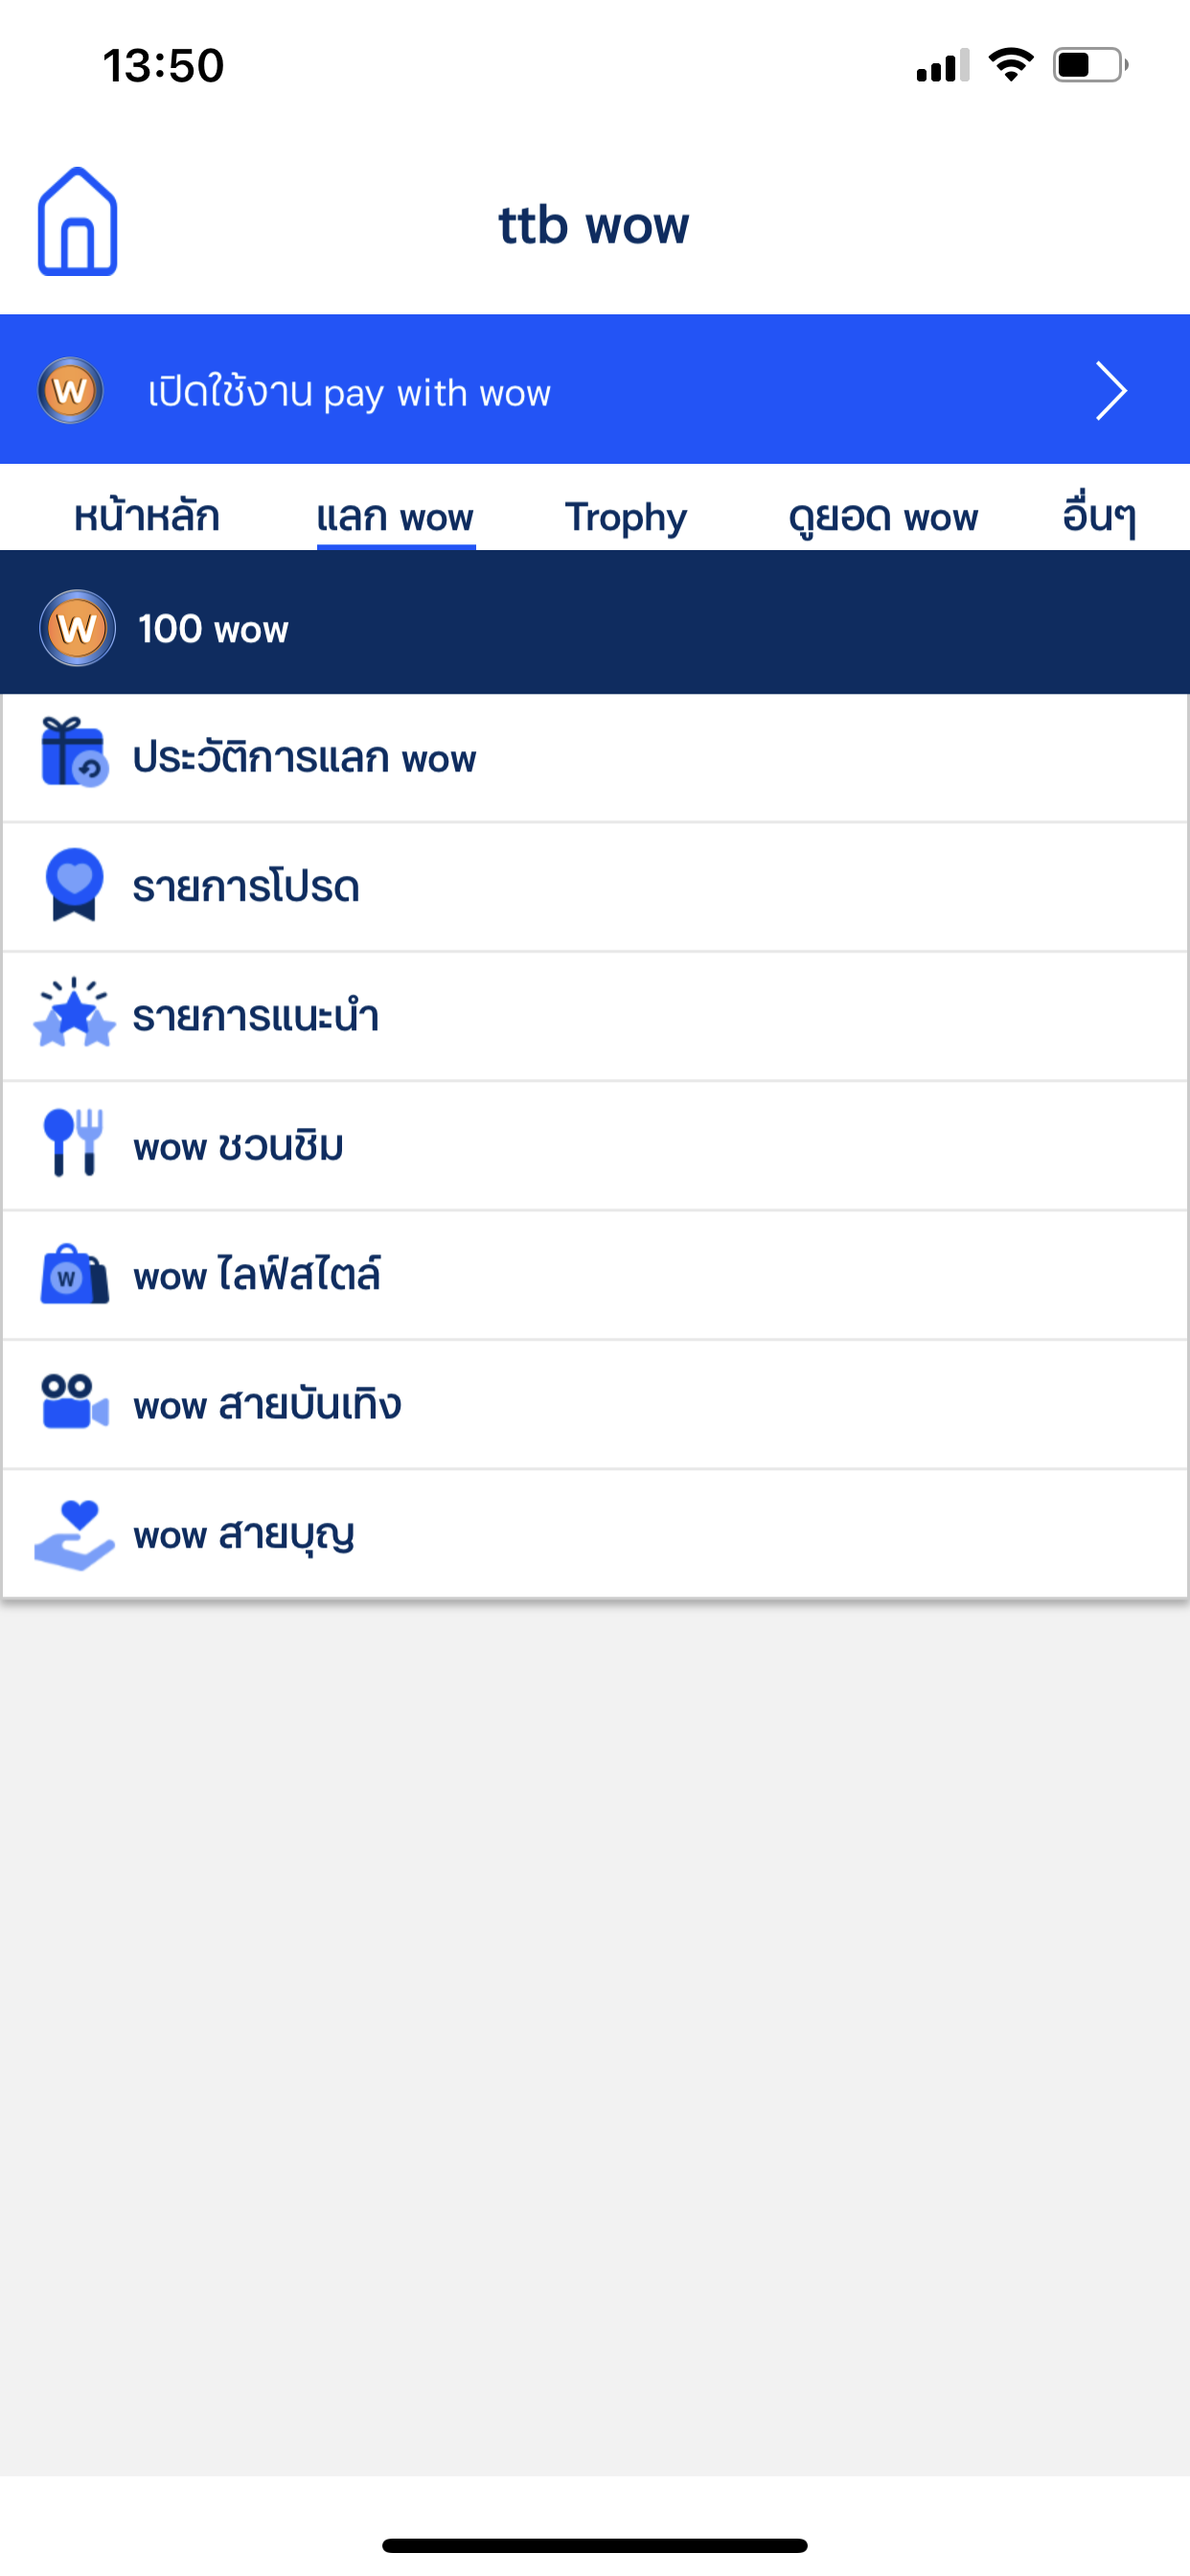 13:50
ttb wow
W เปิดใช้งาน pay with wow
หน้าหลัก แลก wow Trophy ดูยอด wow อื่นๆ
W 100 wow
ประวัติการแลก wow
รายการโปรด
รายการแนะนำ
wow ชวนชิม
W wow ไลฟ์สไตล์
wow สายบันเทิง
wow สายบุญ